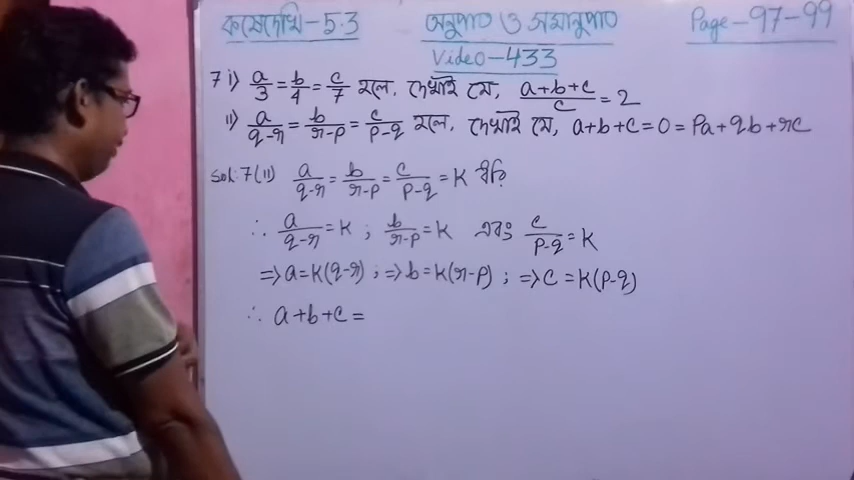 কষেদেখি-5.3 অনুপাত ও সমানুপাত Page-97-99
Video-433
7 i) a/3 = b/4 = c/7 হলে, দেখাই যে, (a+b+c)/c = 2
ii) a/(q-r) = b/(r-p) = c/(p-q) হলে, দেখাই যে, a+b+c=0=Pa+qb+rc
Sol: 7(ii) a/(q-r) = b/(r-p) = c/(p-q) = K ধরি
∴ a/(q-r) = K ; b/(r-p) = K এবং c/(p-q) = K
⇒ a=K(q-r) ; ⇒ b=K(r-p) ; ⇒ c=K(p-q)
∴ a+b+c=